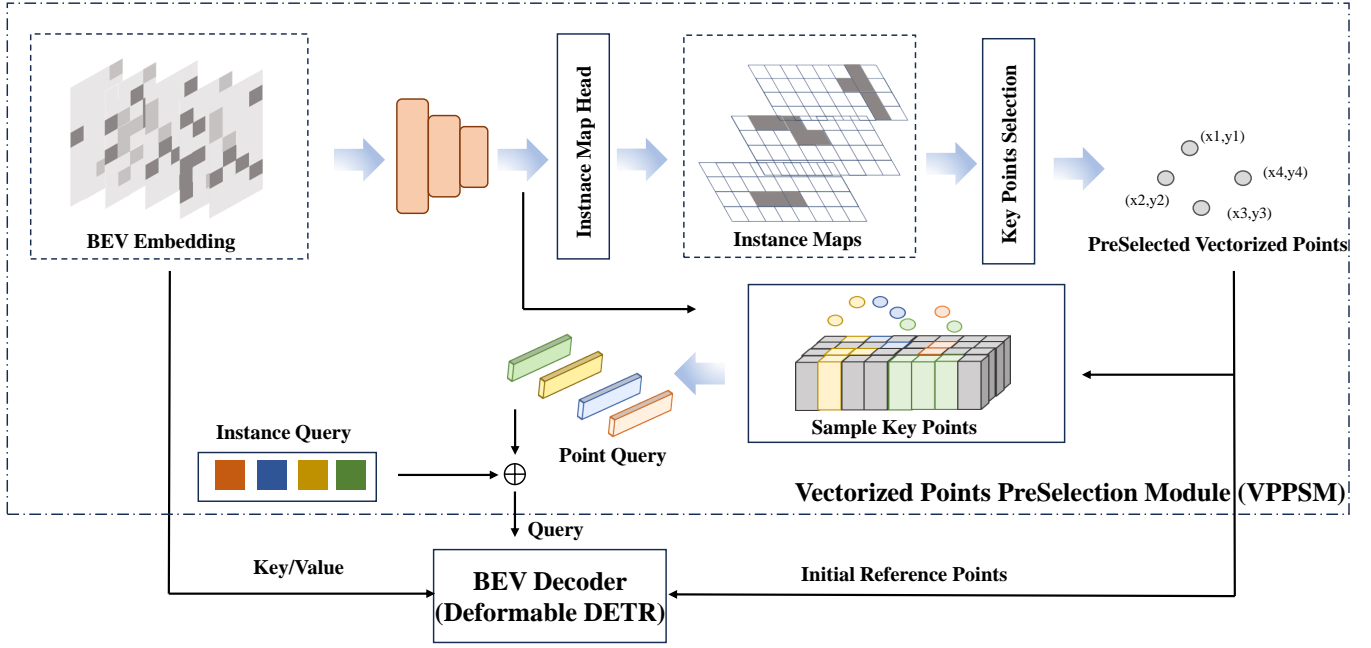 BEV Embedding
Instnace Map Head
Instance Maps
Key Points Selection
(x1,y1)
(x2,y2)
(x4,y4)
(x3,y3)
PreSelected Vectorized Points
Sample Key Points
Point Query
Instance Query
Vectorized Points PreSelection Module (VPPSM)
Query
Key/Value
BEV Decoder
(Deformable DETR)
Initial Reference Points